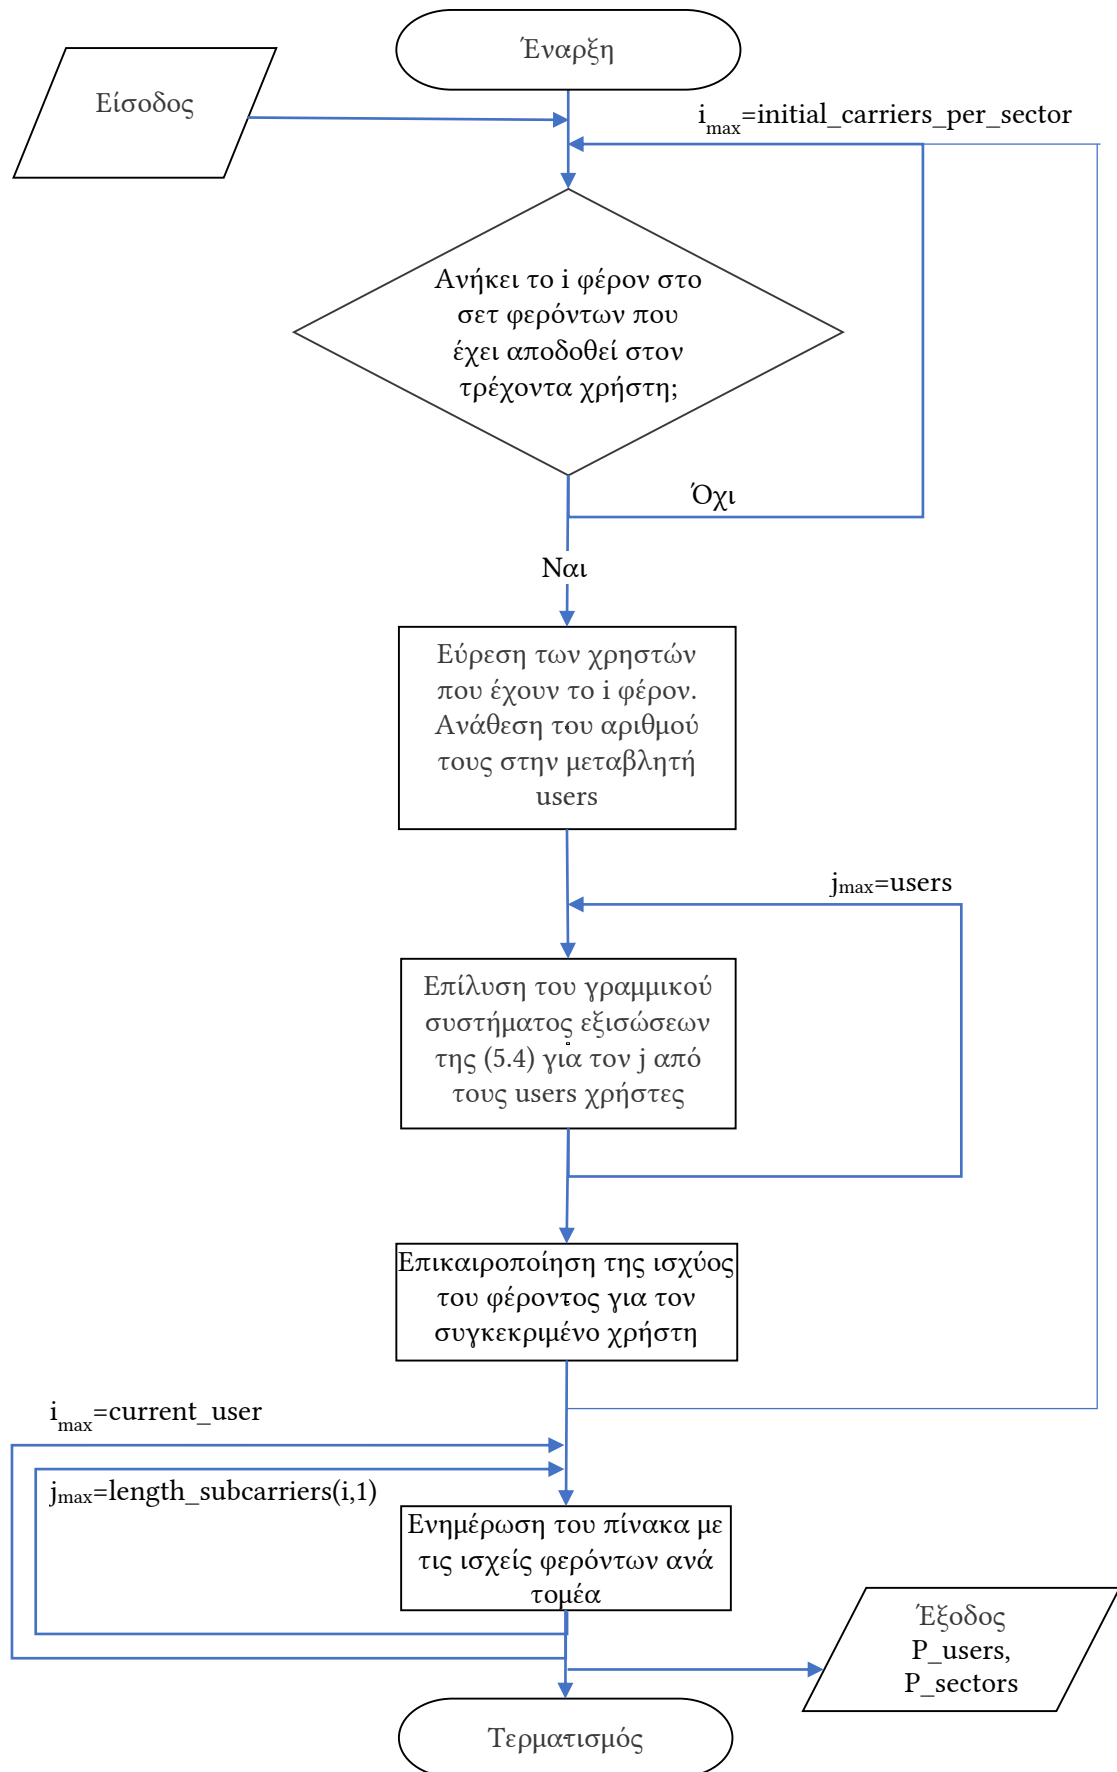 Έναρξη
Είσοδος
i_max=initial_carriers_per_sector
Ανήκει το i φέρον στο
σετ φερόντων που
έχει αποδοθεί στον
τρέχοντα χρήστη;
Όχι
Ναι
Εύρεση των χρηστών
που έχουν το i φέρον.
Ανάθεση του αριθμού
τους στην μεταβλητή
users
jmax=users
Επίλυση του γραμμικού
συστήματος εξισώσεων
της (5.4) για τον j από
τους users χρήστες
Επικαιροποίηση της ισχύος
του φέροντος για τον
συγκεκριμένο χρήστη
i_max=current_user
jmax=length_subcarriers(i,1)
Ενημέρωση του πίνακα με
τις ισχείς φερόντων ανά
τομέα
Έξοδος
P_users,
P_sectors
Τερματισμός